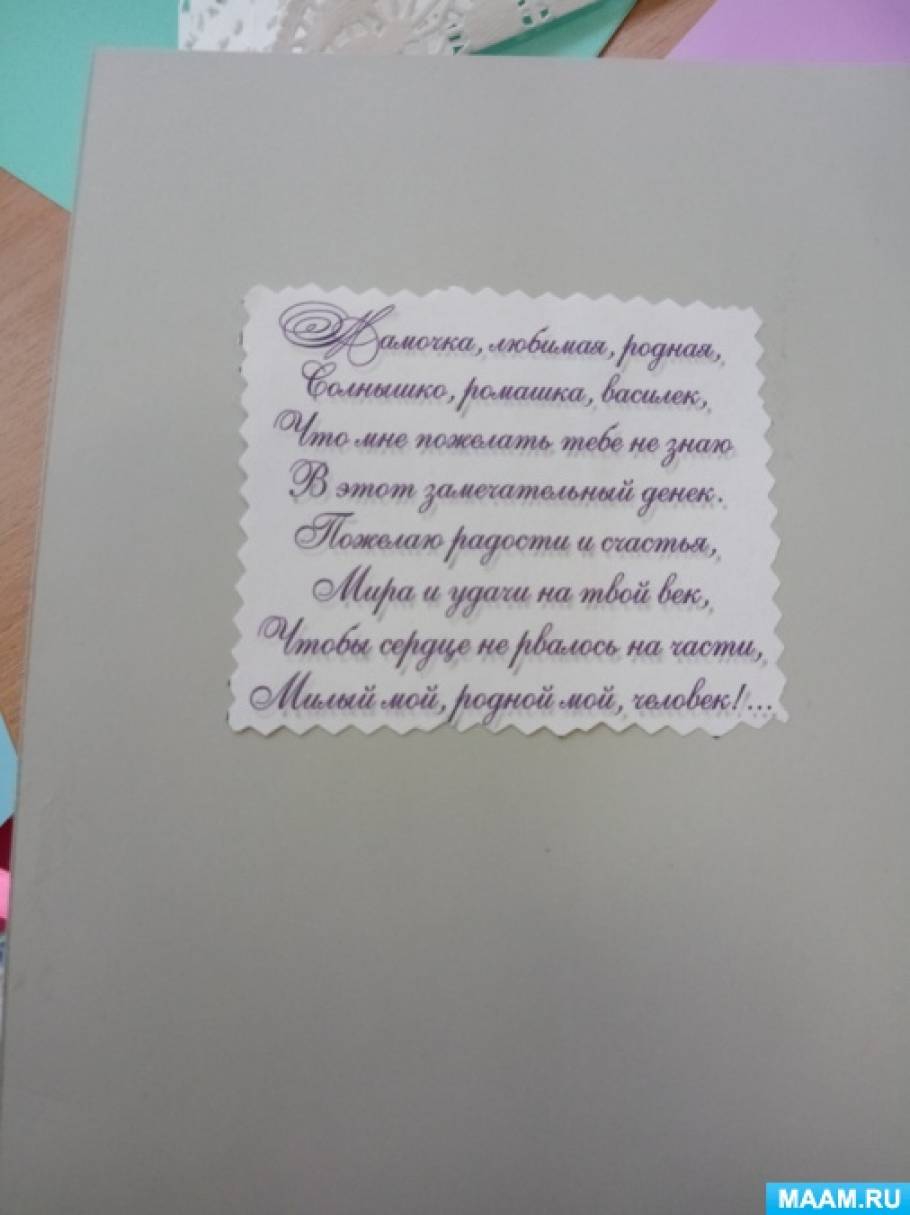 Мамочка, любимая, родная,
Солнышко, ромашка, василек,
Что мне пожелать тебе не знаю
В этот замечательный денек.
Пожелаю радости и счастья,
Мира и удачи на твой век,
Чтобы сердце не рвалось на части,
Милый мой, родной мой, человек!...
MAAM.RU